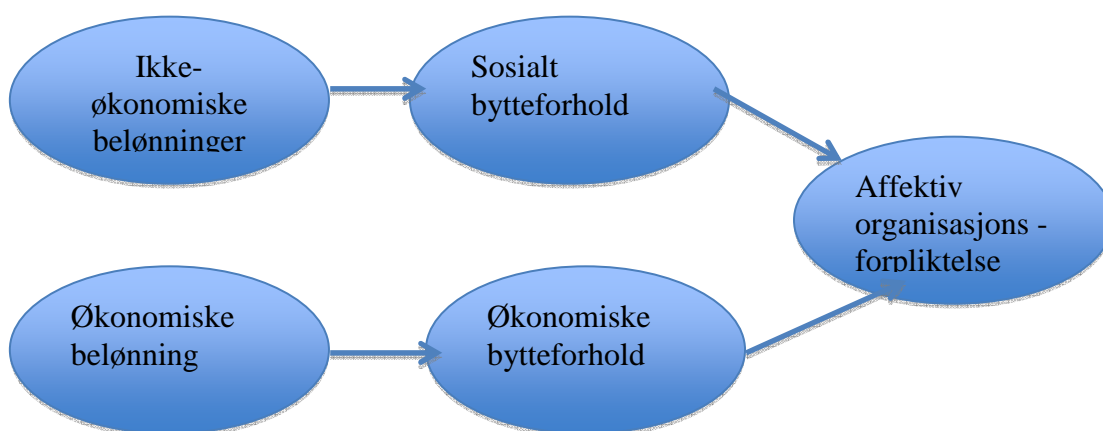 Ikke-
økonomiske
belønninger
Sosialt
bytteforhold
Affektiv
organisasjons -
forpliktelse
Økonomiske
belønning
Økonomiske
bytteforhold